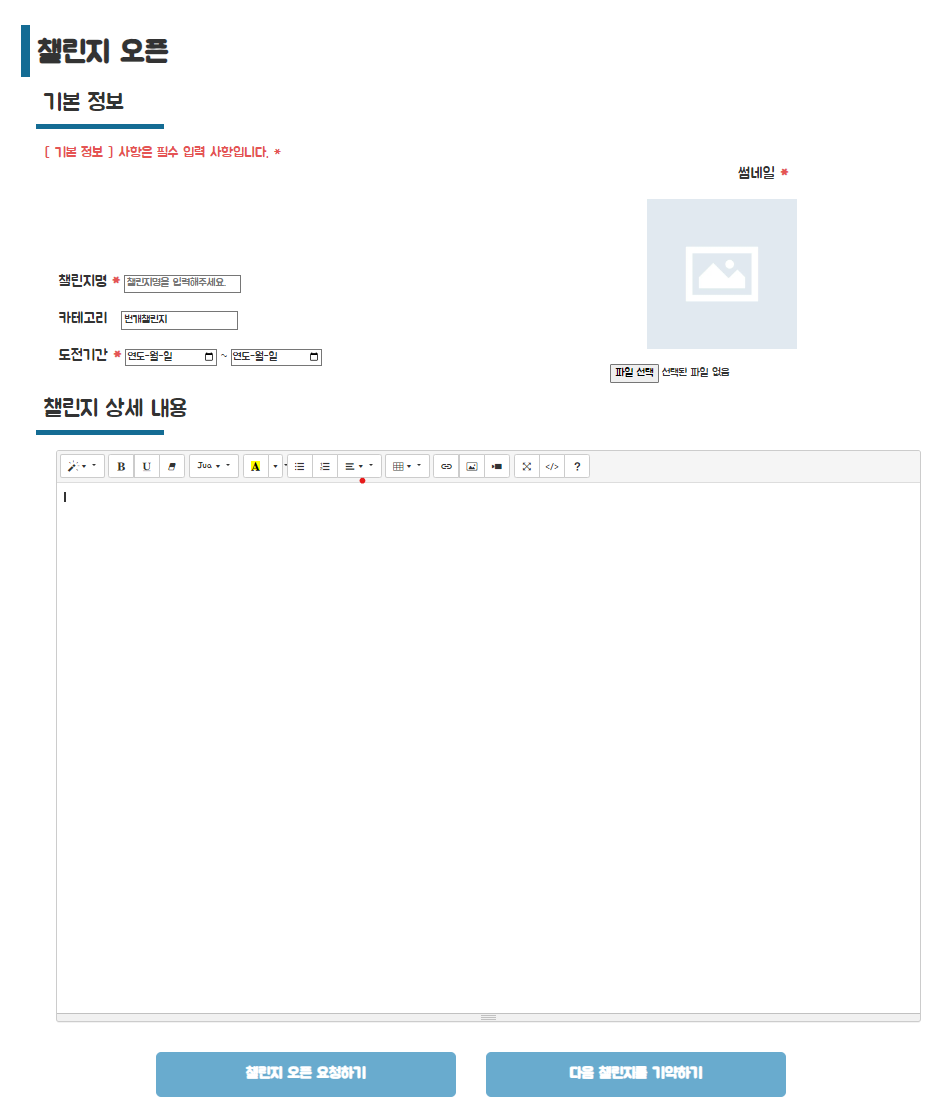 챌린지 오픈
기본 정보
[ 기본 정보 ] 사항은 필수 입력 사항입니다. *
썸네일 *
챌린지명 * 챌린지명을 입력해주세요.
카테고리 번개챌린지
도전기간 * 연도-월-일 ~ 연도-월-일
파일 선택 선택된 파일 없음
챌린지 상세 내용
B U Jua A </> ?
챌린지 오픈 요청하기
다음 챌린지를 기약하기